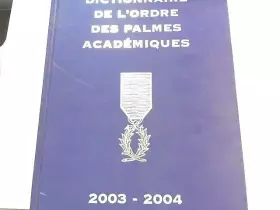 DICTIONNAIRE
DE L'ORDRE
DES PALMES
ACADÉMIQUES
2003 - 2004